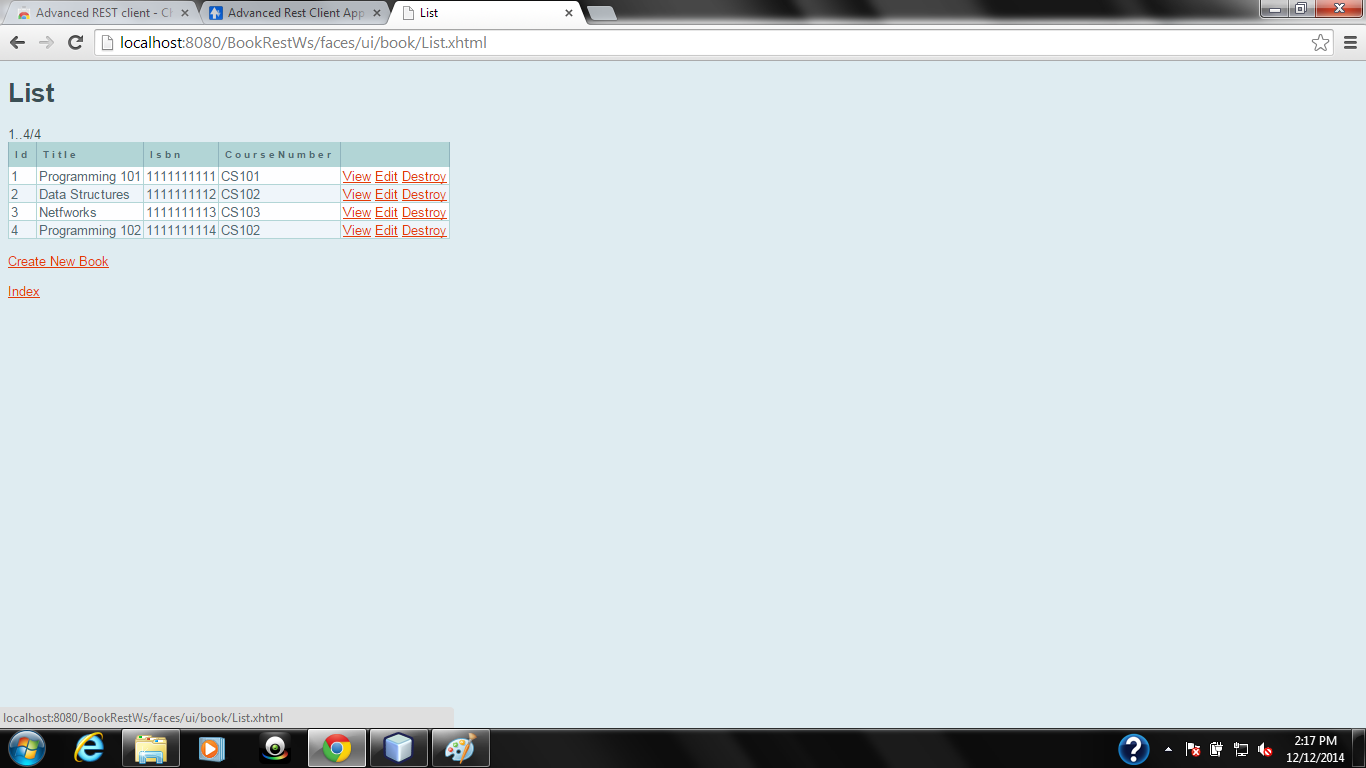 Advanced REST client - Ch
Advanced Rest Client App
List
localhost:8080/BookRestWs/faces/ui/book/List.xhtml
List
1..4/4
Id Title Isbn CourseNumber
1 Programming 101 1111111111 CS101 View Edit Destroy
2 Data Structures 1111111112 CS102 View Edit Destroy
3 Netfworks 1111111113 CS103 View Edit Destroy
4 Programming 102 1111111114 CS102 View Edit Destroy
Create New Book
Index
localhost:8080/BookRestWs/faces/ui/book/List.xhtml
2:17 PM
12/12/2014